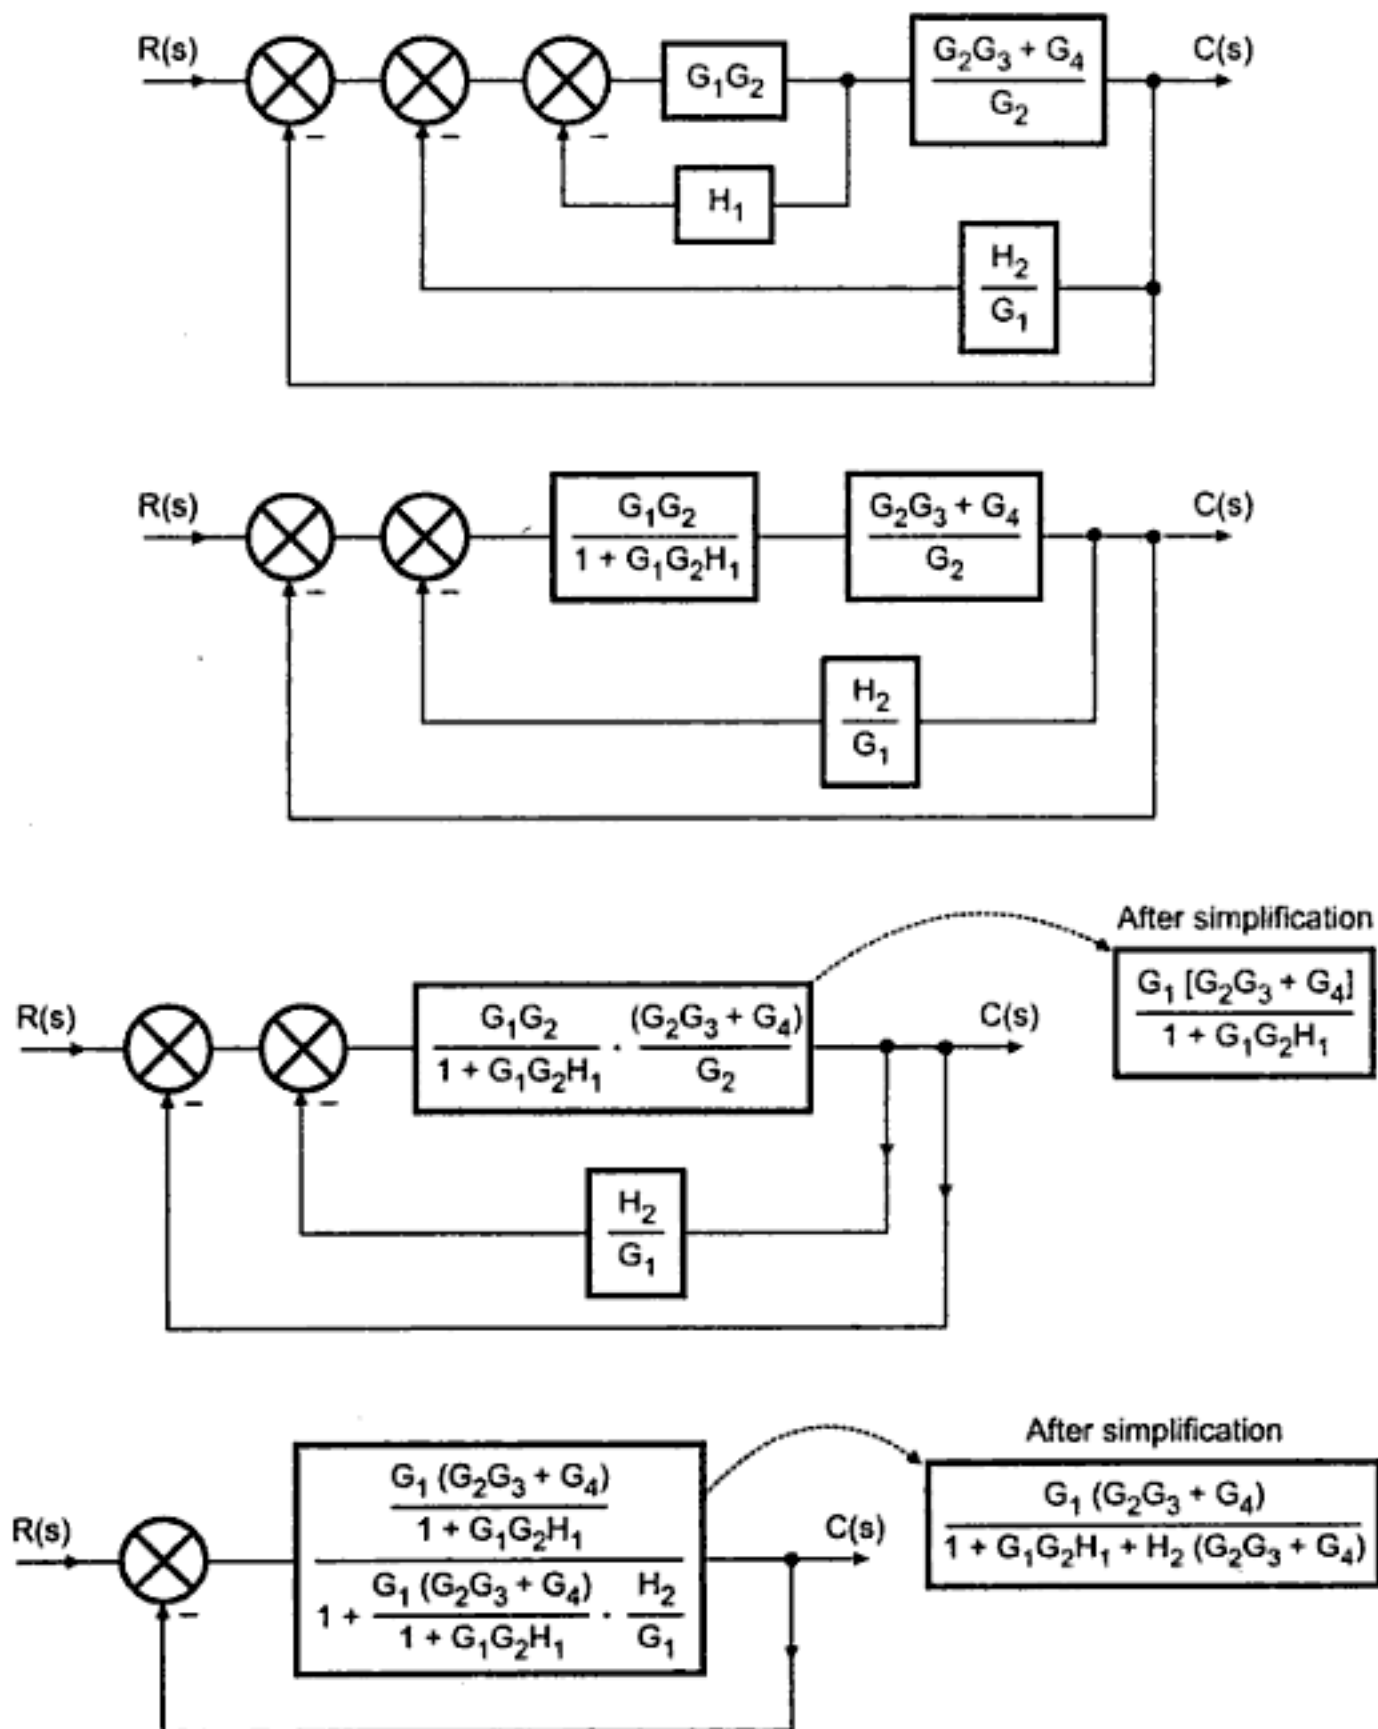 R(s) G₁G₂ G₂G₃ + G₄ / G₂ C(s)
− − −
H₁
H₂ / G₁
R(s) G₁G₂ / 1 + G₁G₂H₁ G₂G₃ + G₄ / G₂ C(s)
− −
H₂ / G₁
After simplification
G₁ [G₂G₃ + G₄] / 1 + G₁G₂H₁
R(s) G₁G₂ / 1 + G₁G₂H₁ · (G₂G₃ + G₄) / G₂ C(s)
− −
H₂ / G₁
After simplification
G₁ (G₂G₃ + G₄) / 1 + G₁G₂H₁ + H₂ (G₂G₃ + G₄)
R(s) C(s)
G₁ (G₂G₃ + G₄) / 1 + G₁G₂H₁
1 + G₁ (G₂G₃ + G₄) / 1 + G₁G₂H₁ · H₂ / G₁
−